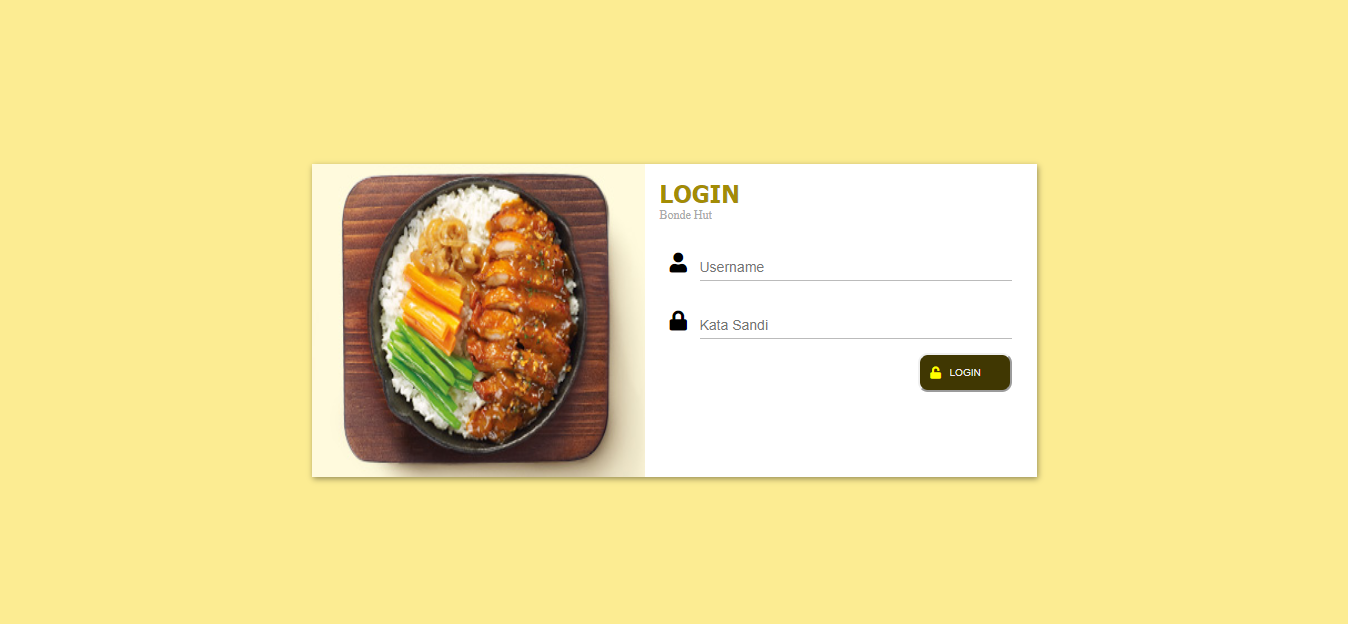 LOGIN
Bonde Hut
Username
Kata Sandi
LOGIN